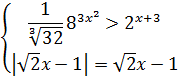 { 1/∛32 8^{3x²} > 2^{x+3}
|√2x − 1| = √2x − 1